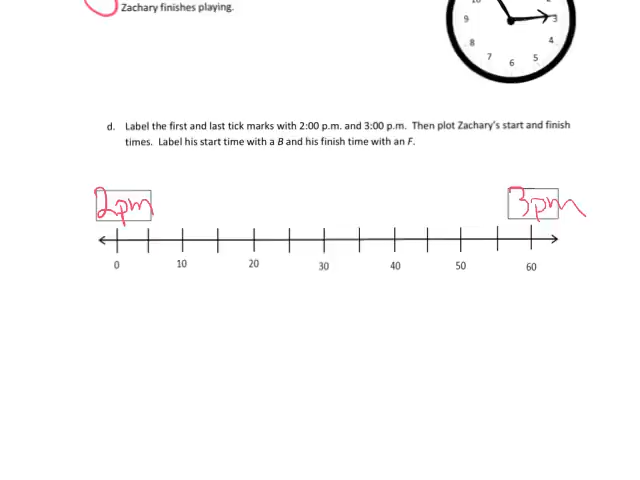 Zachary finishes playing.
10
2
9
3
8
4
7
5
6
d. Label the first and last tick marks with 2:00 p.m. and 3:00 p.m. Then plot Zachary's start and finish
times. Label his start time with a B and his finish time with an F.
2pm 3pm
0 10 20 30 40 50 60